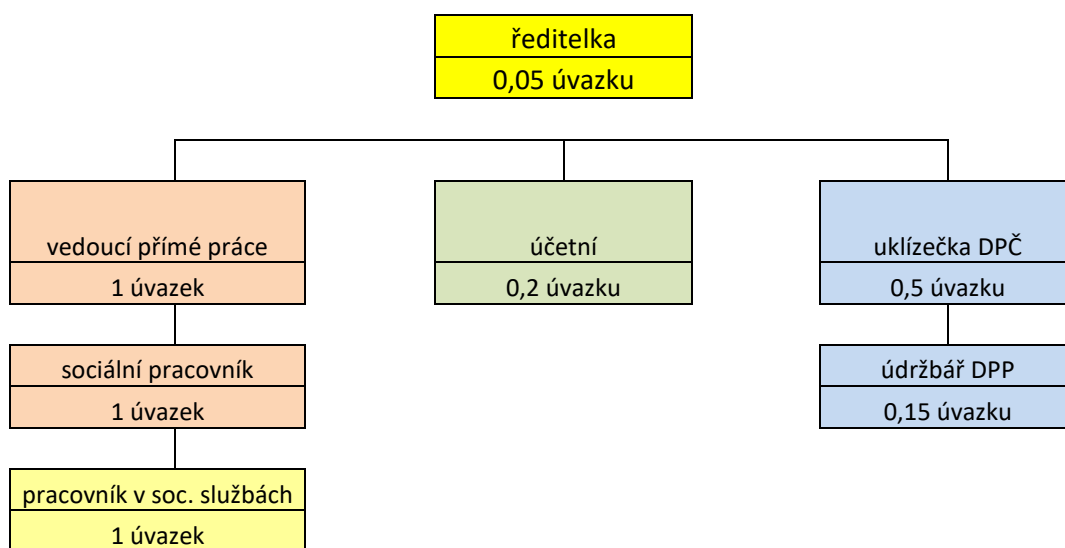 ředitelka
0,05 úvazku
vedoucí přímé práce
1 úvazek
účetní
0,2 úvazku
uklízečka DPČ
0,5 úvazku
sociální pracovník
1 úvazek
údržbář DPP
0,15 úvazku
pracovník v soc. službách
1 úvazek